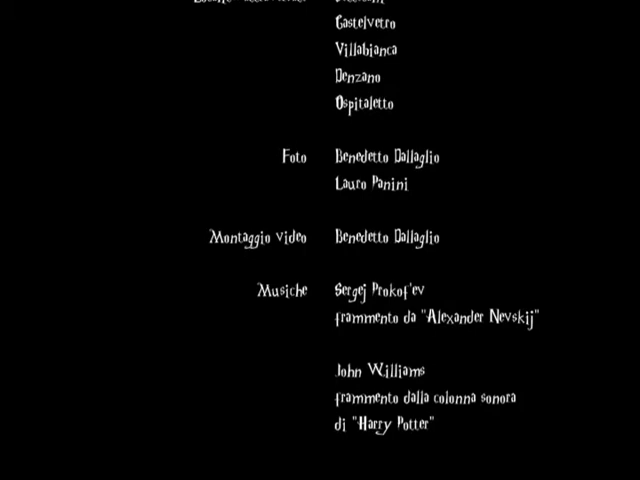 Castelvetro
Villabianca
Denzano
Ospitaletto
Foto Benedetto Dallaglio
Lauro Panini
Montaggio video Benedetto Dallaglio
Musiche Sergej Prokof'ev
frammento da "Alexander Nevskij"
John Williams
frammento dalla colonna sonora
di "Harry Potter"